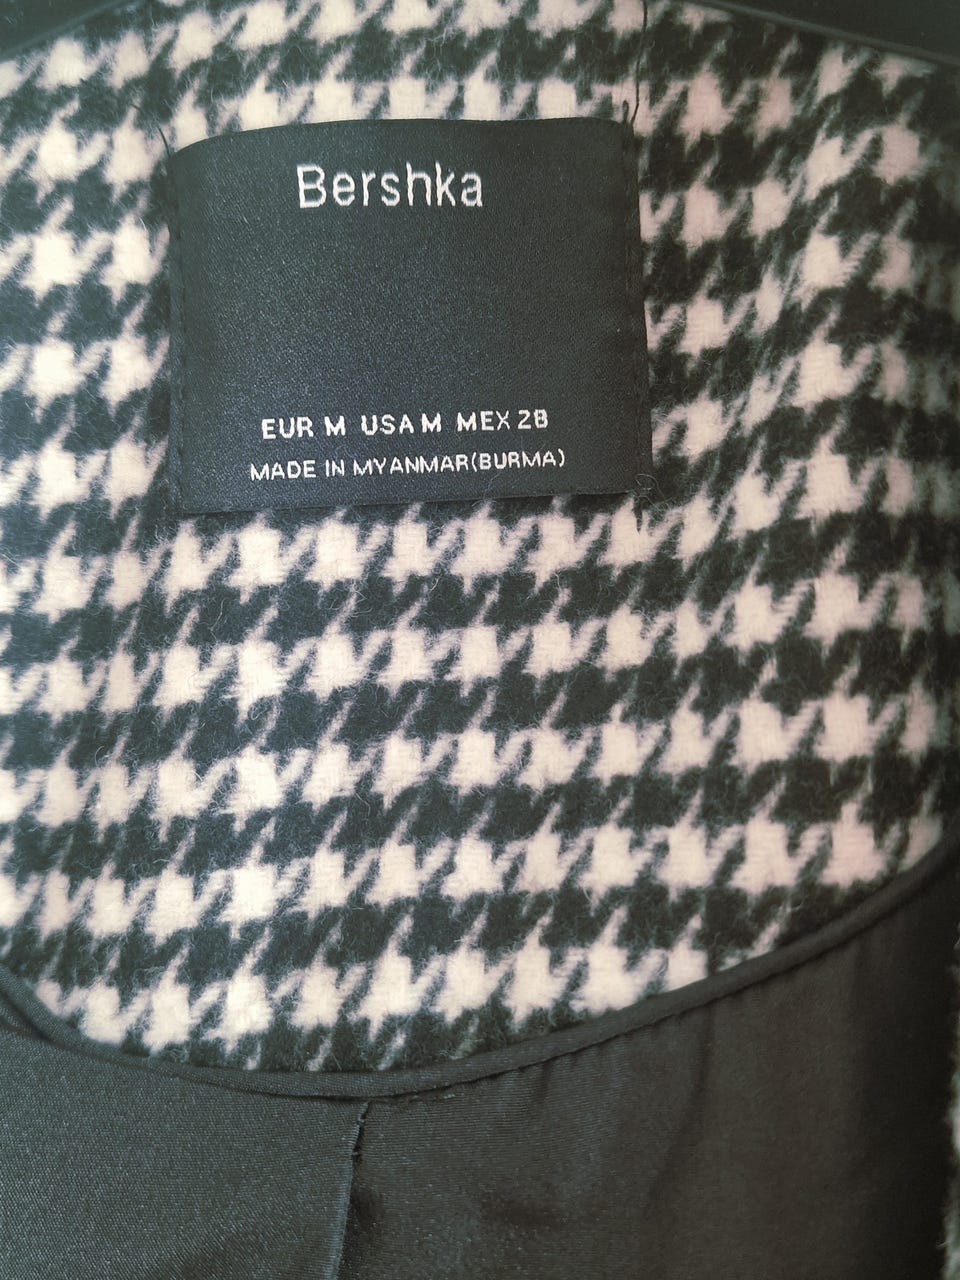 Bershka
EUR M USA M MEX 28
MADE IN MYANMAR(BURMA)